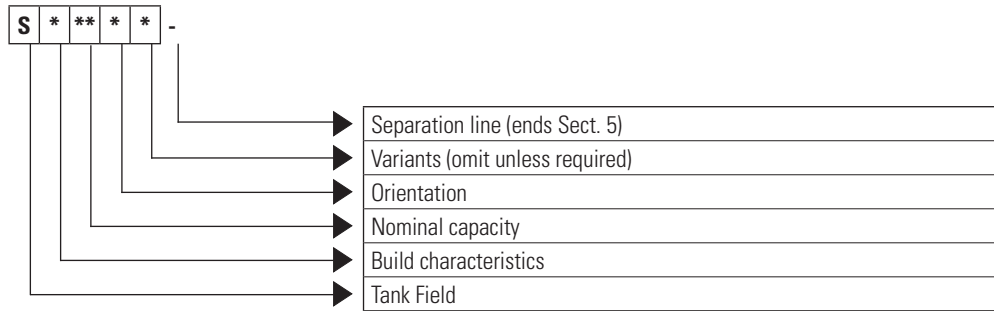 S * ** * * -
Separation line (ends Sect. 5)
Variants (omit unless required)
Orientation
Nominal capacity
Build characteristics
Tank Field